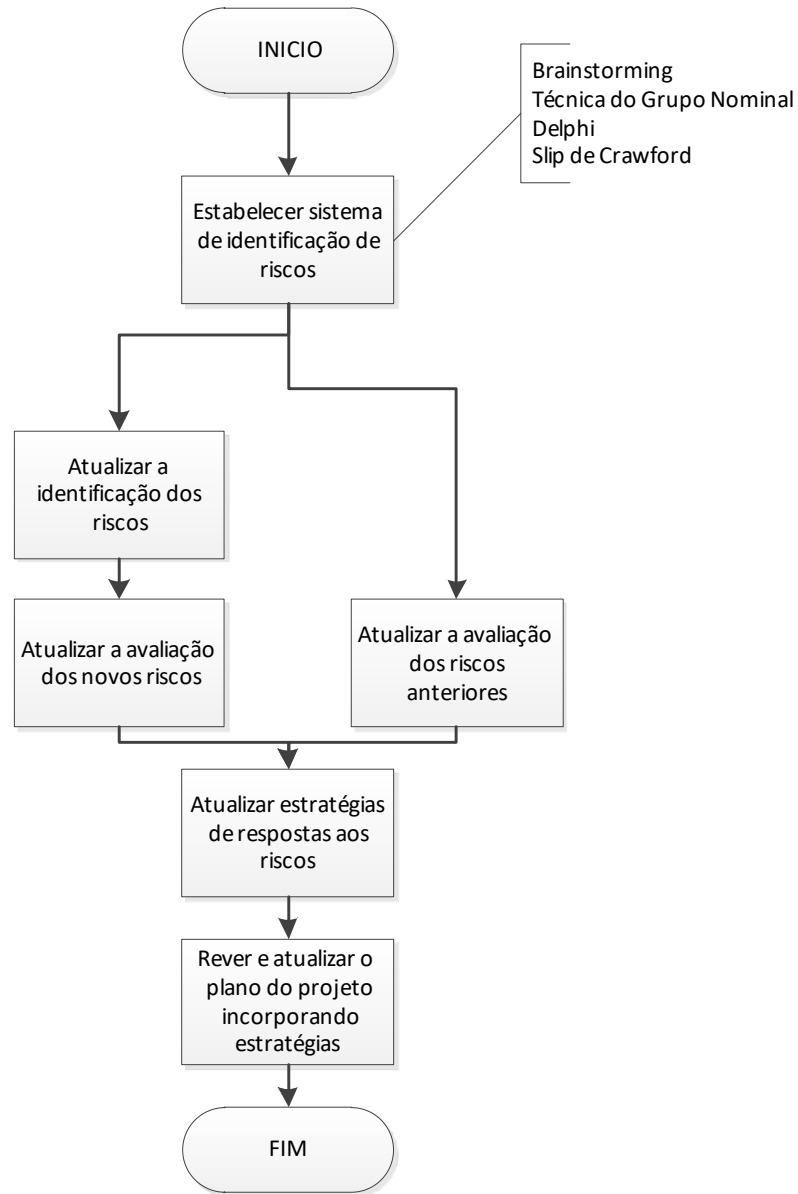 INICIO
Brainstorming
Técnica do Grupo Nominal
Delphi
Slip de Crawford
Estabelecer sistema
de identificação de
riscos
Atualizar a
identificação dos
riscos
Atualizar a avaliação
dos novos riscos
Atualizar a avaliação
dos riscos
anteriores
Atualizar estratégias
de respostas aos
riscos
Rever e atualizar o
plano do projeto
incorporando
estratégias
FIM